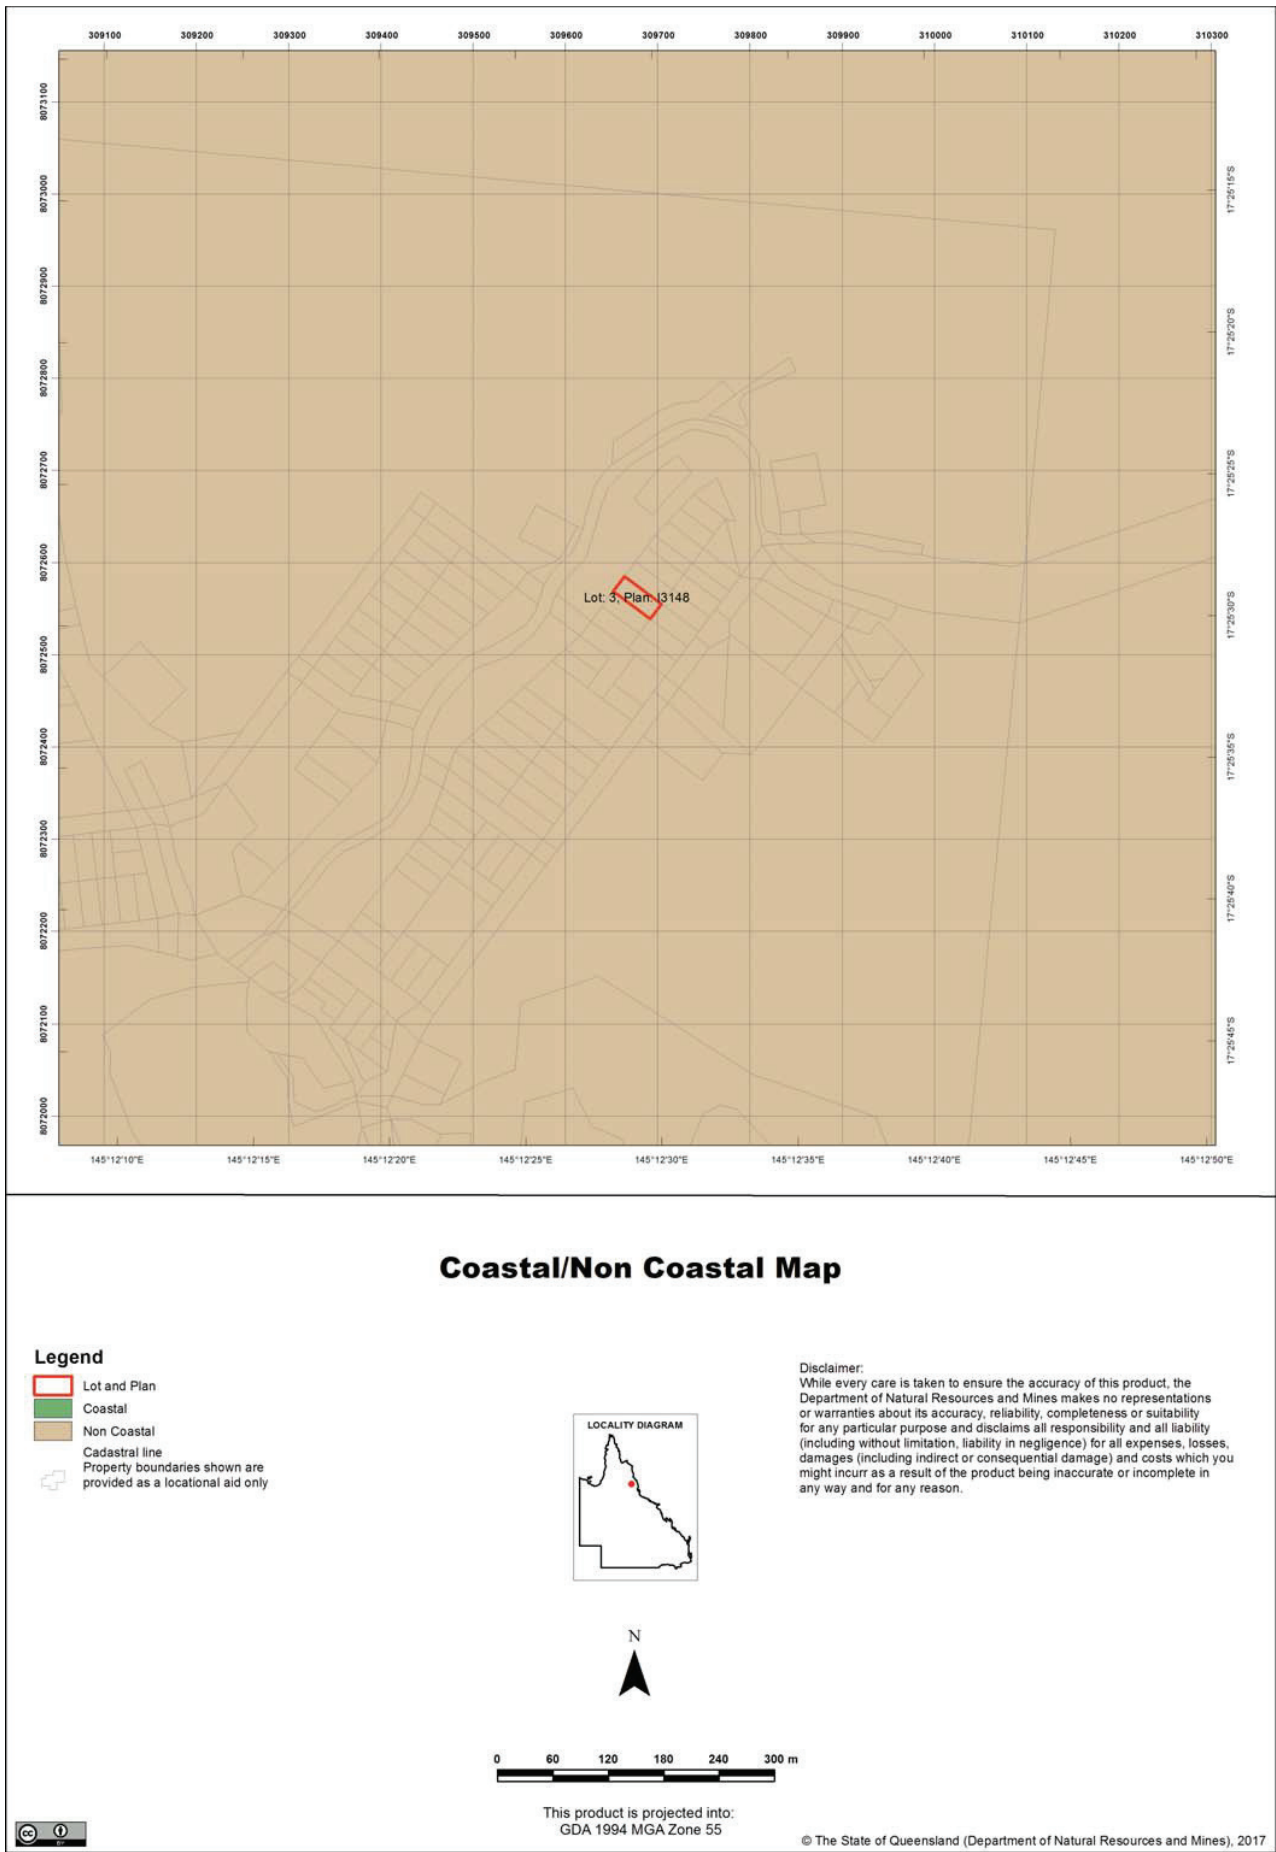 309100 309200 309300 309400 309500 309600 309700 309800 309900 310000 310100 310200 310300
8073100
8073000
8072900
8072800
8072700
8072600
8072500
8072400
8072300
8072200
8072100
8072000
17°25'15"S
17°25'20"S
17°25'25"S
17°25'30"S
17°25'35"S
17°25'40"S
17°25'45"S
Lot: 3, Plan: I3148
145°12'10"E 145°12'15"E 145°12'20"E 145°12'25"E 145°12'30"E 145°12'35"E 145°12'40"E 145°12'45"E 145°12'50"E
Coastal/Non Coastal Map
Legend
Lot and Plan
Coastal
Non Coastal
Cadastral line
Property boundaries shown are
provided as a locational aid only
LOCALITY DIAGRAM
Disclaimer:
While every care is taken to ensure the accuracy of this product, the
Department of Natural Resources and Mines makes no representations
or warranties about its accuracy, reliability, completeness or suitability
for any particular purpose and disclaims all responsibility and all liability
(including without limitation, liability in negligence) for all expenses, losses,
damages (including indirect or consequential damage) and costs which you
might incurr as a result of the product being inaccurate or incomplete in
any way and for any reason.
N
0 60 120 180 240 300 m
This product is projected into:
GDA 1994 MGA Zone 55
cc BY
© The State of Queensland (Department of Natural Resources and Mines), 2017